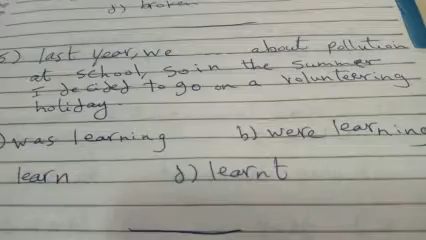 d) broken
5) last year, we about pollution
at school, so in the summer
I decided to go on a volunteering
holiday.
) was learning b) were learning
learn d) learnt